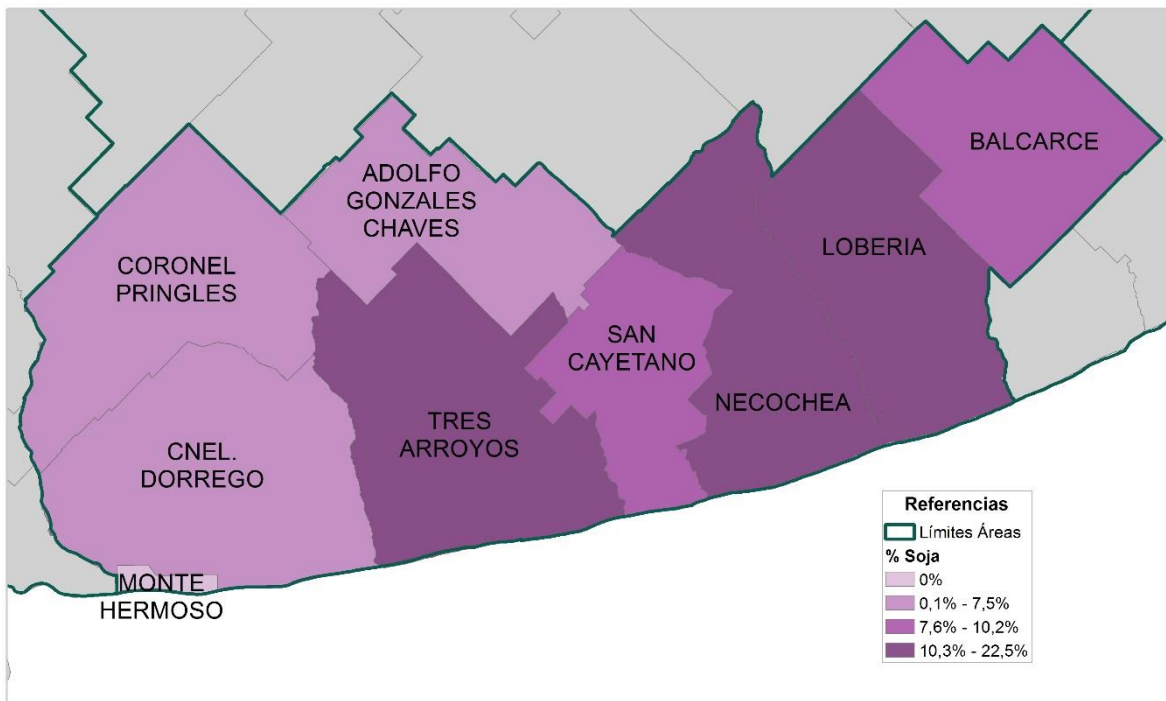 BALCARCE
ADOLFO
GONZALES
CHAVES
LOBERIA
CORONEL
PRINGLES
SAN
CAYETANO
NECOCHEA
TRES
ARROYOS
CNEL.
DORREGO
MONTE
HERMOSO
Referencias
Límites Áreas
% Soja
0%
0,1% - 7,5%
7,6% - 10,2%
10,3% - 22,5%